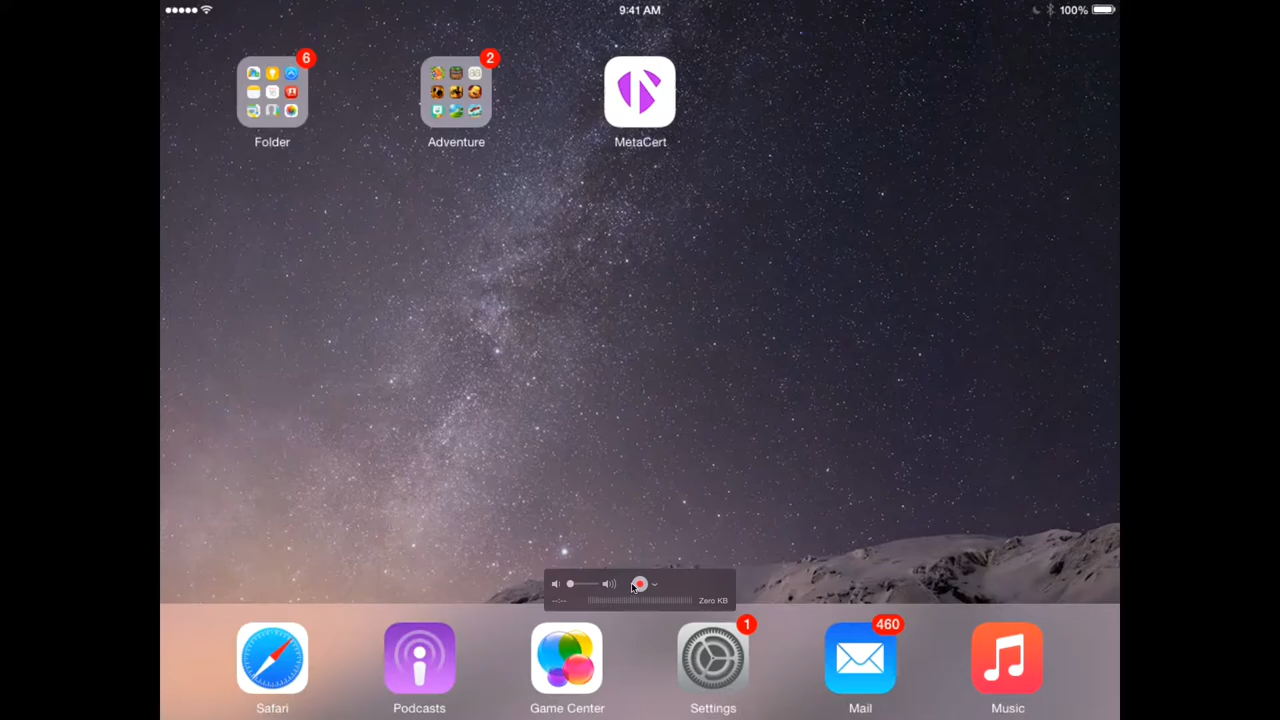 9:41 AM
100%
6
2
Folder
Adventure
MetaCert
--:--
Zero KB
1
460
Safari
Podcasts
Game Center
Settings
Mail
Music